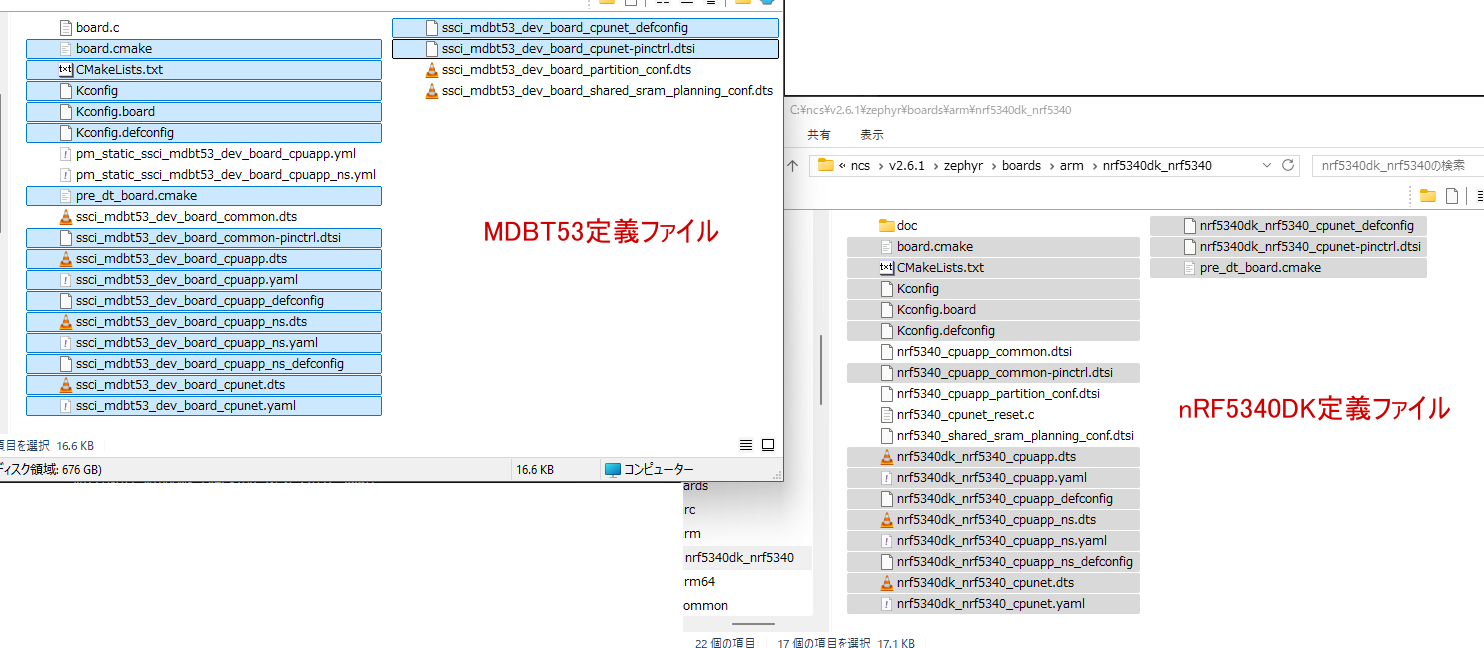 board.c
board.cmake
CMakeLists.txt
Kconfig
Kconfig.board
Kconfig.defconfig
pm_static_ssci_mdbt53_dev_board_cpuapp.yml
pm_static_ssci_mdbt53_dev_board_cpuapp_ns.yml
pre_dt_board.cmake
ssci_mdbt53_dev_board_common.dts
ssci_mdbt53_dev_board_common-pinctrl.dtsi
ssci_mdbt53_dev_board_cpuapp.dts
ssci_mdbt53_dev_board_cpuapp.yaml
ssci_mdbt53_dev_board_cpuapp_defconfig
ssci_mdbt53_dev_board_cpuapp_ns.dts
ssci_mdbt53_dev_board_cpuapp_ns.yaml
ssci_mdbt53_dev_board_cpuapp_ns_defconfig
ssci_mdbt53_dev_board_cpunet.dts
ssci_mdbt53_dev_board_cpunet.yaml
ssci_mdbt53_dev_board_cpunet_defconfig
ssci_mdbt53_dev_board_cpunet-pinctrl.dtsi
ssci_mdbt53_dev_board_partition_conf.dts
ssci_mdbt53_dev_board_shared_sram_planning_conf.dts
MDBT53定義ファイル
項目を選択 16.6 KB
ディスク領域: 676 GB)
16.6 KB
コンピューター
C:¥ncs¥v2.6.1¥zephyr¥boards¥arm¥nrf5340dk_nrf5340
共有 表示
« ncs › v2.6.1 › zephyr › boards › arm › nrf5340dk_nrf5340
nrf5340dk_nrf5340の検索
ards
rc
rm
nrf5340dk_nrf5340
rm64
ommon
doc
board.cmake
CMakeLists.txt
Kconfig
Kconfig.board
Kconfig.defconfig
nrf5340_cpuapp_common.dtsi
nrf5340_cpuapp_common-pinctrl.dtsi
nrf5340_cpuapp_partition_conf.dtsi
nrf5340_cpunet_reset.c
nrf5340_shared_sram_planning_conf.dtsi
nrf5340dk_nrf5340_cpuapp.dts
nrf5340dk_nrf5340_cpuapp.yaml
nrf5340dk_nrf5340_cpuapp_defconfig
nrf5340dk_nrf5340_cpuapp_ns.dts
nrf5340dk_nrf5340_cpuapp_ns.yaml
nrf5340dk_nrf5340_cpuapp_ns_defconfig
nrf5340dk_nrf5340_cpunet.dts
nrf5340dk_nrf5340_cpunet.yaml
nrf5340dk_nrf5340_cpunet_defconfig
nrf5340dk_nrf5340_cpunet-pinctrl.dtsi
pre_dt_board.cmake
nRF5340DK定義ファイル
22 個の項目 17 個の項目を選択 17.1 KB